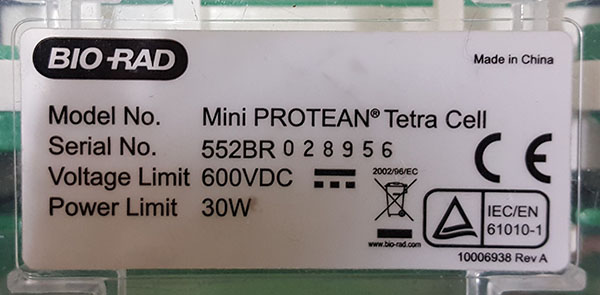 BIO-RAD
Made in China
Model No. Mini PROTEAN® Tetra Cell
Serial No. 552BR 028956
Voltage Limit 600VDC
Power Limit 30W
2002/96/EC
www.bio-rad.com
CE
IEC/EN
61010-1
10006938 Rev A